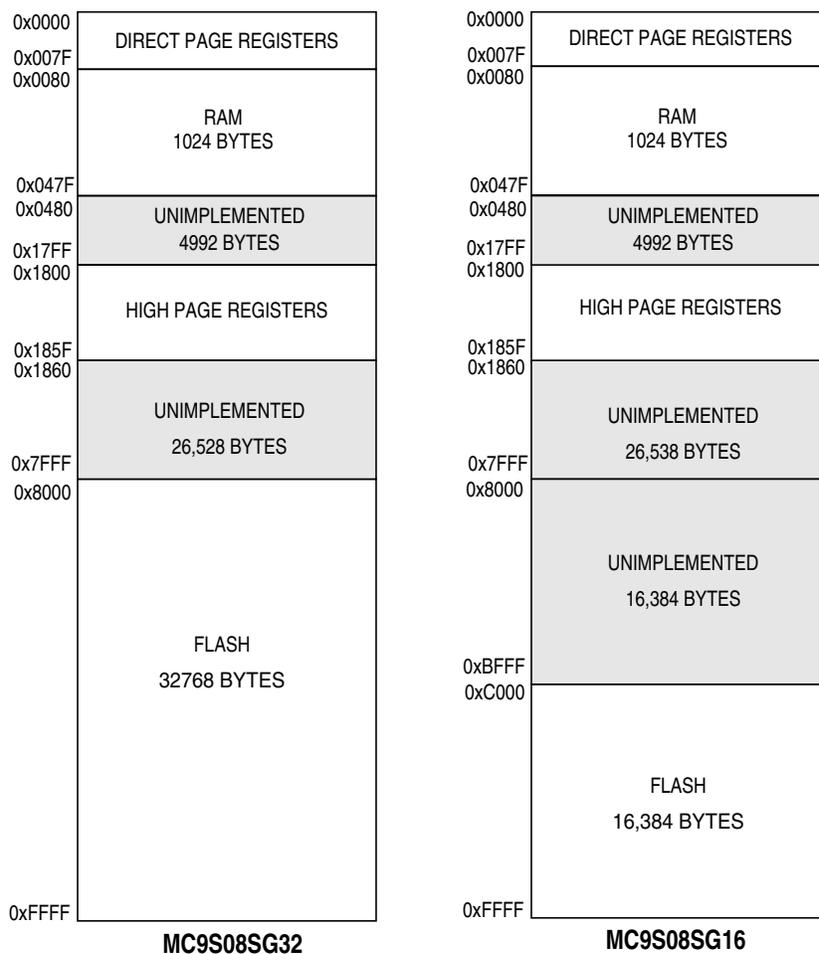 0x0000
DIRECT PAGE REGISTERS
0x007F
0x0080
RAM
1024 BYTES
0x047F
0x0480
UNIMPLEMENTED
4992 BYTES
0x17FF
0x1800
HIGH PAGE REGISTERS
0x185F
0x1860
UNIMPLEMENTED
26,528 BYTES
0x7FFF
0x8000
FLASH
32768 BYTES
0xFFFF
MC9S08SG32
0x0000
DIRECT PAGE REGISTERS
0x007F
0x0080
RAM
1024 BYTES
0x047F
0x0480
UNIMPLEMENTED
4992 BYTES
0x17FF
0x1800
HIGH PAGE REGISTERS
0x185F
0x1860
UNIMPLEMENTED
26,538 BYTES
0x7FFF
0x8000
UNIMPLEMENTED
16,384 BYTES
0xBFFF
0xC000
FLASH
16,384 BYTES
0xFFFF
MC9S08SG16